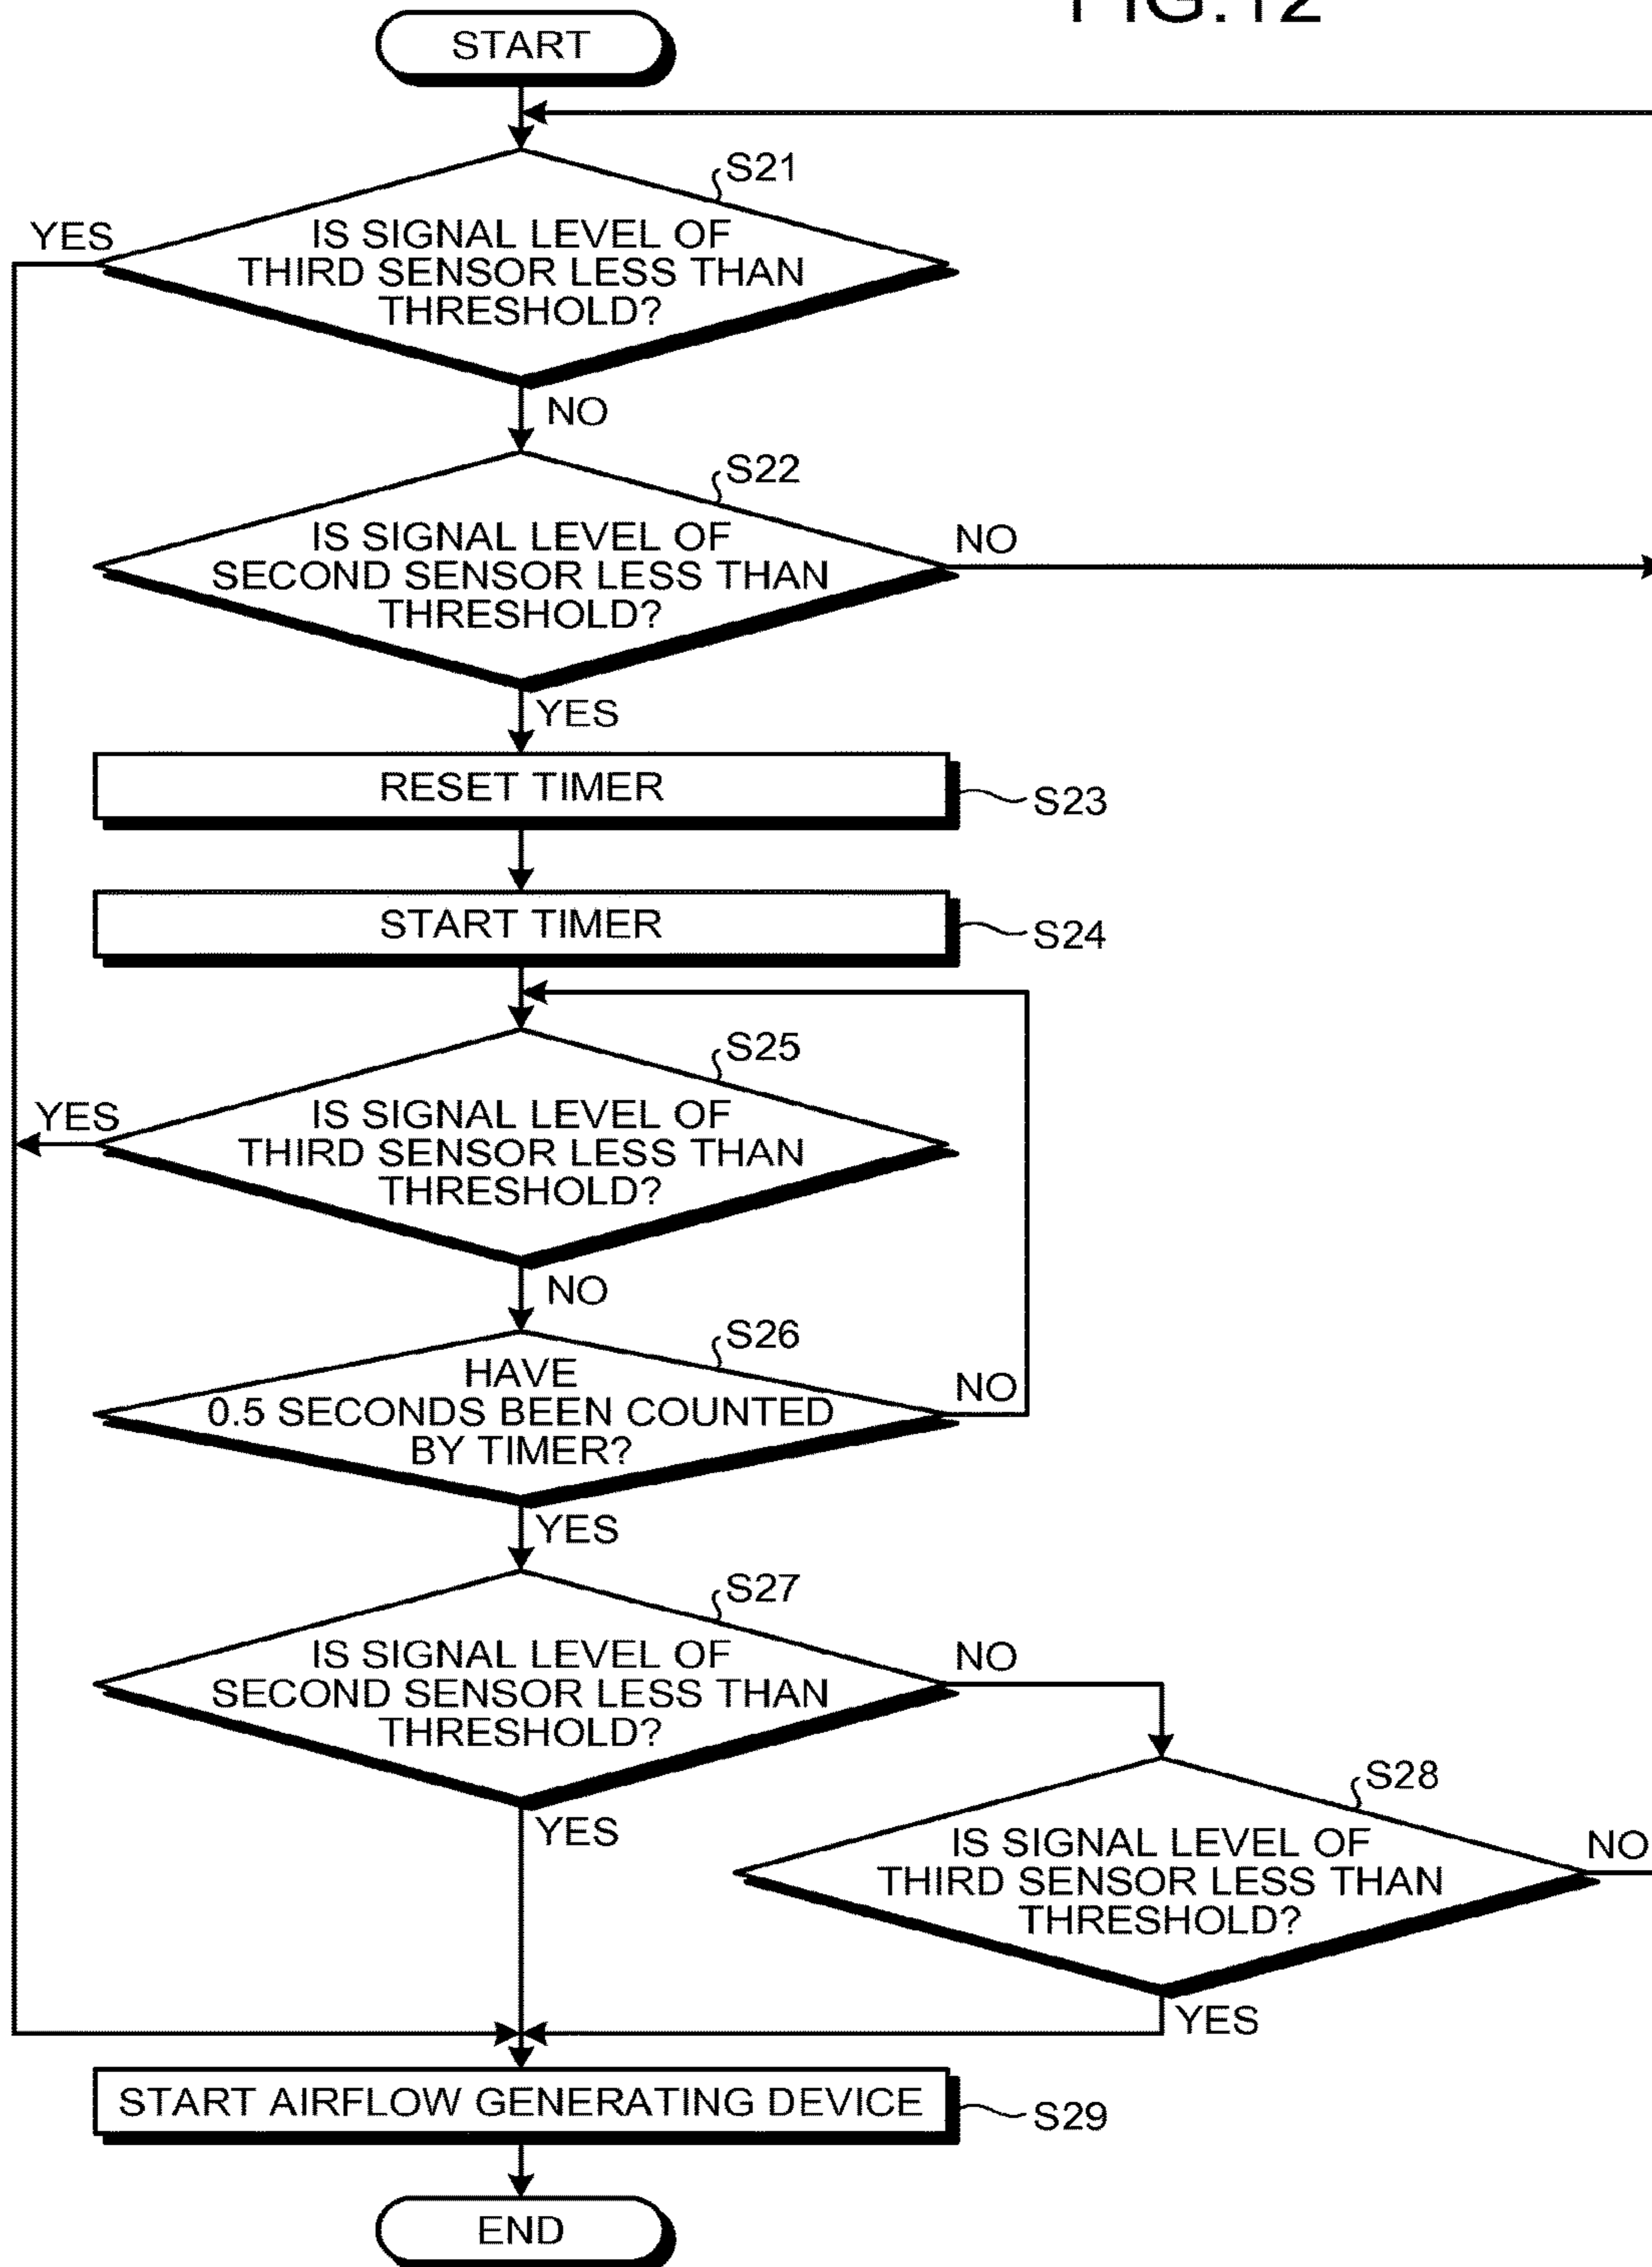 FIG.12
START
S21
YES
IS SIGNAL LEVEL OF
THIRD SENSOR LESS THAN
THRESHOLD?
NO
S22
IS SIGNAL LEVEL OF
SECOND SENSOR LESS THAN
THRESHOLD?
NO
YES
RESET TIMER
S23
START TIMER
S24
S25
YES
IS SIGNAL LEVEL OF
THIRD SENSOR LESS THAN
THRESHOLD?
NO
S26
HAVE
0.5 SECONDS BEEN COUNTED
BY TIMER?
NO
YES
S27
IS SIGNAL LEVEL OF
SECOND SENSOR LESS THAN
THRESHOLD?
NO
YES
S28
IS SIGNAL LEVEL OF
THIRD SENSOR LESS THAN
THRESHOLD?
NO
YES
START AIRFLOW GENERATING DEVICE
S29
END